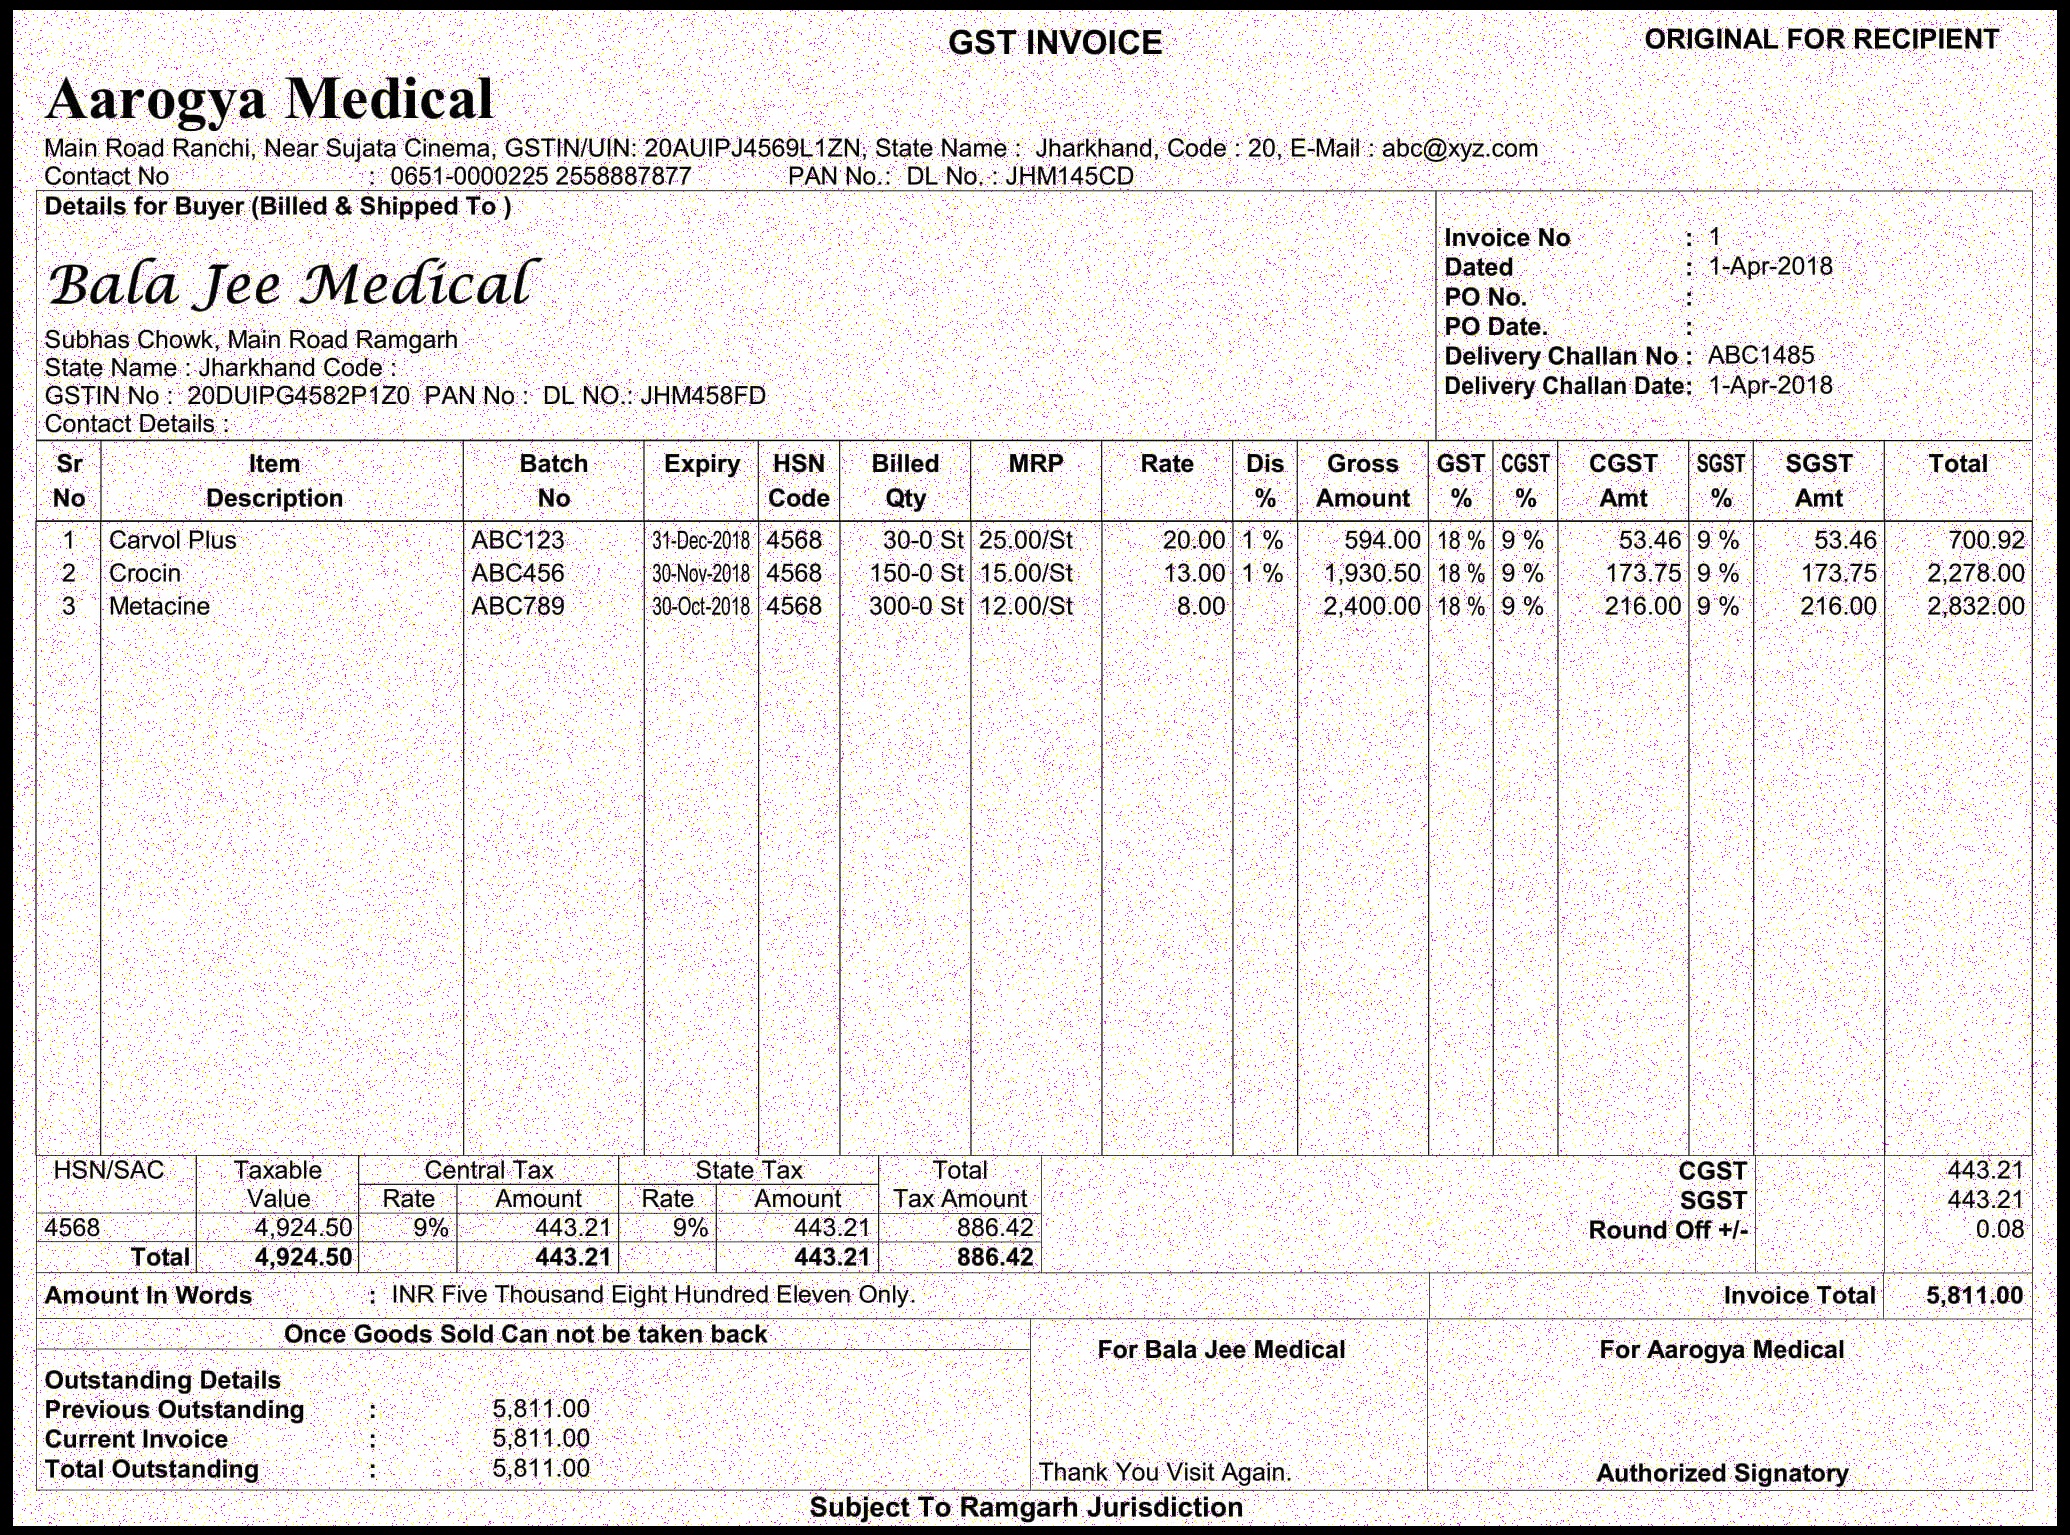 GST INVOICE
ORIGINAL FOR RECIPIENT
Aarogya Medical
Main Road Ranchi, Near Sujata Cinema, GSTIN/UIN: 20AUIPJ4569L1ZN, State Name : Jharkhand, Code : 20, E-Mail : abc@xyz.com
Contact No : 0651-0000225 2558887877 PAN No.: DL No. : JHM145CD
Details for Buyer (Billed & Shipped To )
Bala Jee Medical
Subhas Chowk, Main Road Ramgarh
State Name : Jharkhand Code :
GSTIN No : 20DUIPG4582P1Z0 PAN No : DL NO.: JHM458FD
Contact Details :
Invoice No : 1
Dated : 1-Apr-2018
PO No. :
PO Date. :
Delivery Challan No : ABC1485
Delivery Challan Date: 1-Apr-2018
Sr Item Batch Expiry HSN Billed MRP Rate Dis Gross GST CGST CGST SGST SGST Total
No Description No Code Qty % Amount % % Amt % Amt
1 Carvol Plus ABC123 31-Dec-2018 4568 30-0 St 25.00/St 20.00 1 % 594.00 18 % 9 % 53.46 9 % 53.46 700.92
2 Crocin ABC456 30-Nov-2018 4568 150-0 St 15.00/St 13.00 1 % 1,930.50 18 % 9 % 173.75 9 % 173.75 2,278.00
3 Metacine ABC789 30-Oct-2018 4568 300-0 St 12.00/St 8.00 2,400.00 18 % 9 % 216.00 9 % 216.00 2,832.00
HSN/SAC Taxable Central Tax State Tax Total
Value Rate Amount Rate Amount Tax Amount
4568 4,924.50 9% 443.21 9% 443.21 886.42
Total 4,924.50 443.21 443.21 886.42
CGST 443.21
SGST 443.21
Round Off +/- 0.08
Amount In Words : INR Five Thousand Eight Hundred Eleven Only.
Invoice Total 5,811.00
Once Goods Sold Can not be taken back
Outstanding Details
Previous Outstanding : 5,811.00
Current Invoice : 5,811.00
Total Outstanding : 5,811.00
For Bala Jee Medical
Thank You Visit Again.
For Aarogya Medical
Authorized Signatory
Subject To Ramgarh Jurisdiction